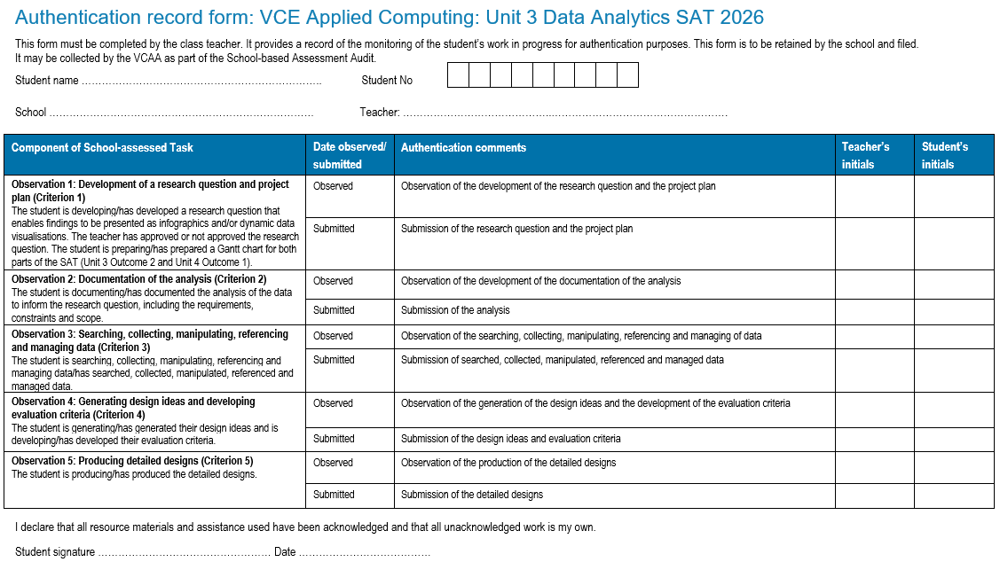 Authentication record form: VCE Applied Computing: Unit 3 Data Analytics SAT 2026
This form must be completed by the class teacher. It provides a record of the monitoring of the student's work in progress for authentication purposes. This form is to be retained by the school and filed.
It may be collected by the VCAA as part of the School-based Assessment Audit.
Student name ……………………………………………………………. Student No
School ………………………………………………………………… Teacher: ……………………………………..…………………………………………
Component of School-assessed Task
Date observed/
submitted
Authentication comments
Teacher's
initials
Student's
initials
Observation 1: Development of a research question and project
plan (Criterion 1)
The student is developing/has developed a research question that
enables findings to be presented as infographics and/or dynamic data
visualisations. The teacher has approved or not approved the research
question. The student is preparing/has prepared a Gantt chart for both
parts of the SAT (Unit 3 Outcome 2 and Unit 4 Outcome 1).
Observed
Observation of the development of the research question and the project plan
Submitted
Submission of the research question and the project plan
Observation 2: Documentation of the analysis (Criterion 2)
The student is documenting/has documented the analysis of the data
to inform the research question, including the requirements,
constraints and scope.
Observed
Observation of the development of the documentation of the analysis
Submitted
Submission of the analysis
Observation 3: Searching, collecting, manipulating, referencing
and managing data (Criterion 3)
The student is searching, collecting, manipulating, referencing and
managing data/has searched, collected, manipulated, referenced and
managed data.
Observed
Observation of the searching, collecting, manipulating, referencing and managing of data
Submitted
Submission of searched, collected, manipulated, referenced and managed data
Observation 4: Generating design ideas and developing
evaluation criteria (Criterion 4)
The student is generating/has generated their design ideas and is
developing/has developed their evaluation criteria.
Observed
Observation of the generation of the design ideas and the development of the evaluation criteria
Submitted
Submission of the design ideas and evaluation criteria
Observation 5: Producing detailed designs (Criterion 5)
The student is producing/has produced the detailed designs.
Observed
Observation of the production of the detailed designs
Submitted
Submission of the detailed designs
I declare that all resource materials and assistance used have been acknowledged and that all unacknowledged work is my own.
Student signature …………………………………………… Date …………………………………